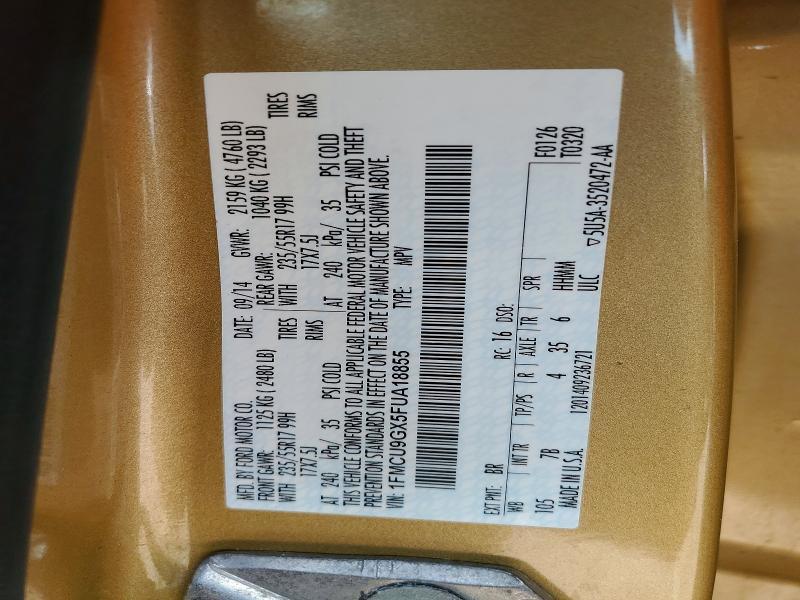 MFD. BY FORD MOTOR CO. DATE: 09/14 GVWR: 2159 KG ( 4760 LB)
FRONT GAWR: 1125 KG ( 2480 LB) REAR GAWR: 1040 KG ( 2293 LB)
WITH 235/55R17 99H TIRES WITH 235/55R17 99H TIRES
17X7.5J RIMS 17X7.5J RIMS
AT 240 kPa/ 35 PSI COLD AT 240 kPa/ 35 PSI COLD
THIS VEHICLE CONFORMS TO ALL APPLICABLE FEDERAL MOTOR VEHICLE SAFETY AND THEFT
PREVENTION STANDARDS IN EFFECT ON THE DATE OF MANUFACTURE SHOWN ABOVE.
VIN: 1FMCU9GX5FUA18855 TYPE: MPV
EXT PNT: BR RC: 16 DSO: F0126
WB INT TR TP/PS R AXLE TR SPR T0320
105 7B 4 35 6 HHMM
MADE IN U.S.A. 1201409236721 ULC ▽5U5A-3520472-AA